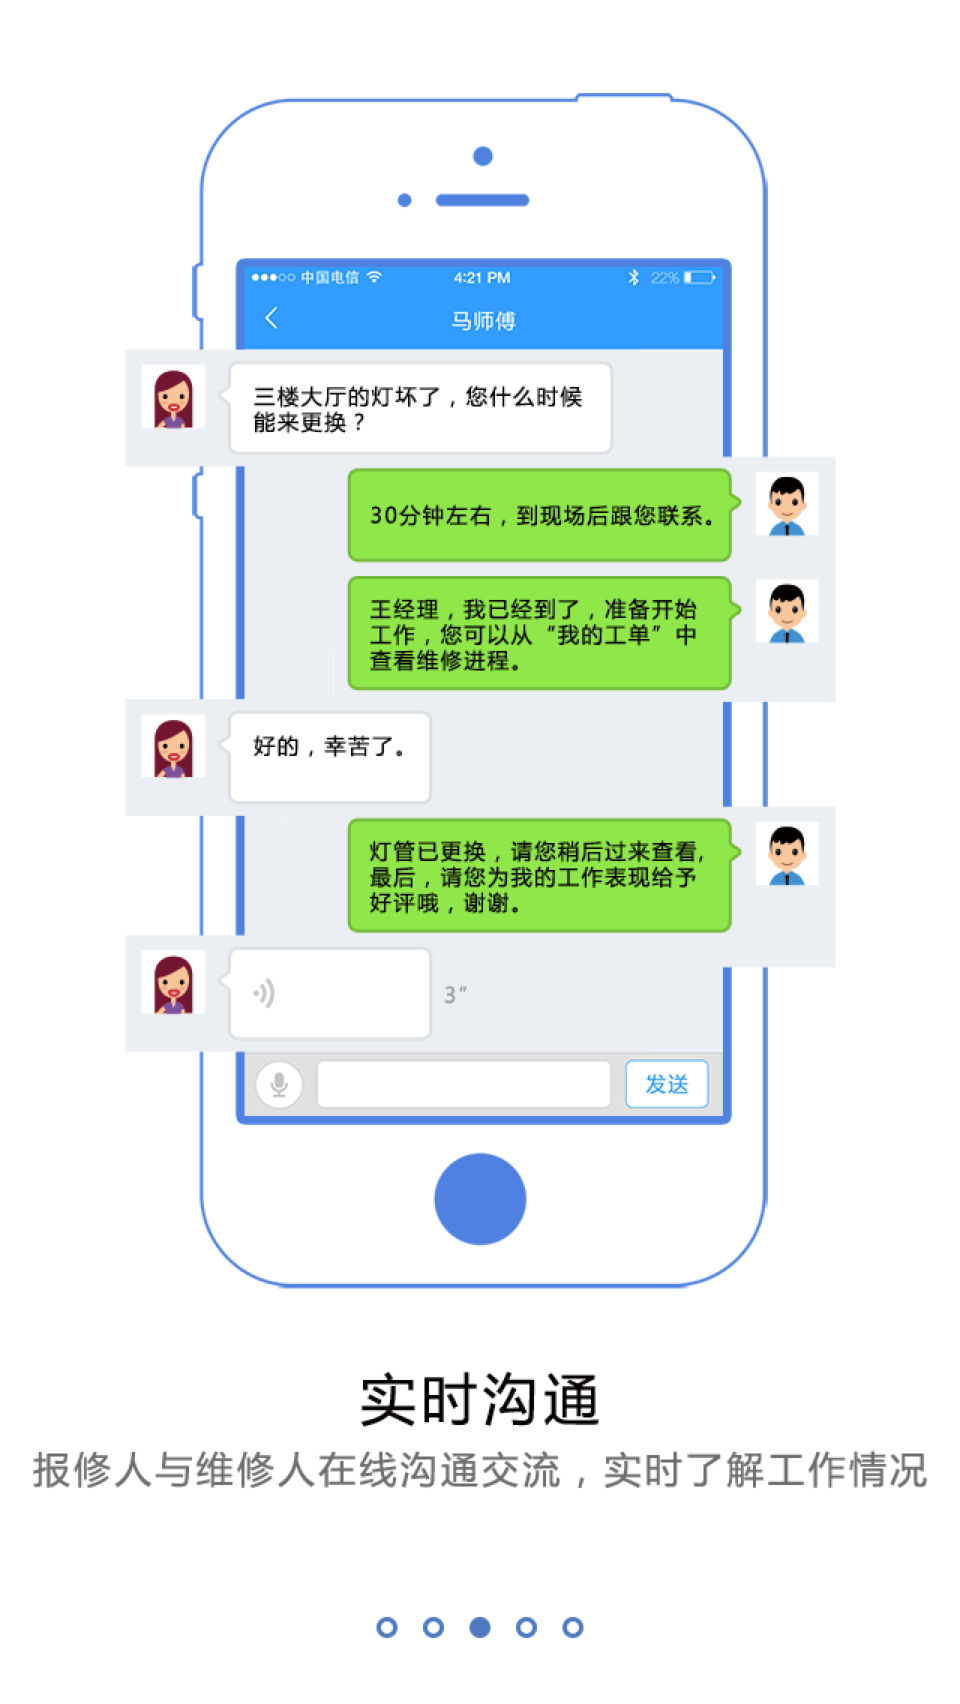 中国电信 4:21 PM 22%
马师傅
三楼大厅的灯坏了，您什么时候
能来更换？
30分钟左右，到现场后跟您联系。
王经理，我已经到了，准备开始
工作，您可以从“我的工单”中
查看维修进程。
好的，幸苦了。
灯管已更换，请您稍后过来查看，
最后，请您为我的工作表现给予
好评哦，谢谢。
3″
发送
实时沟通
报修人与维修人在线沟通交流，实时了解工作情况